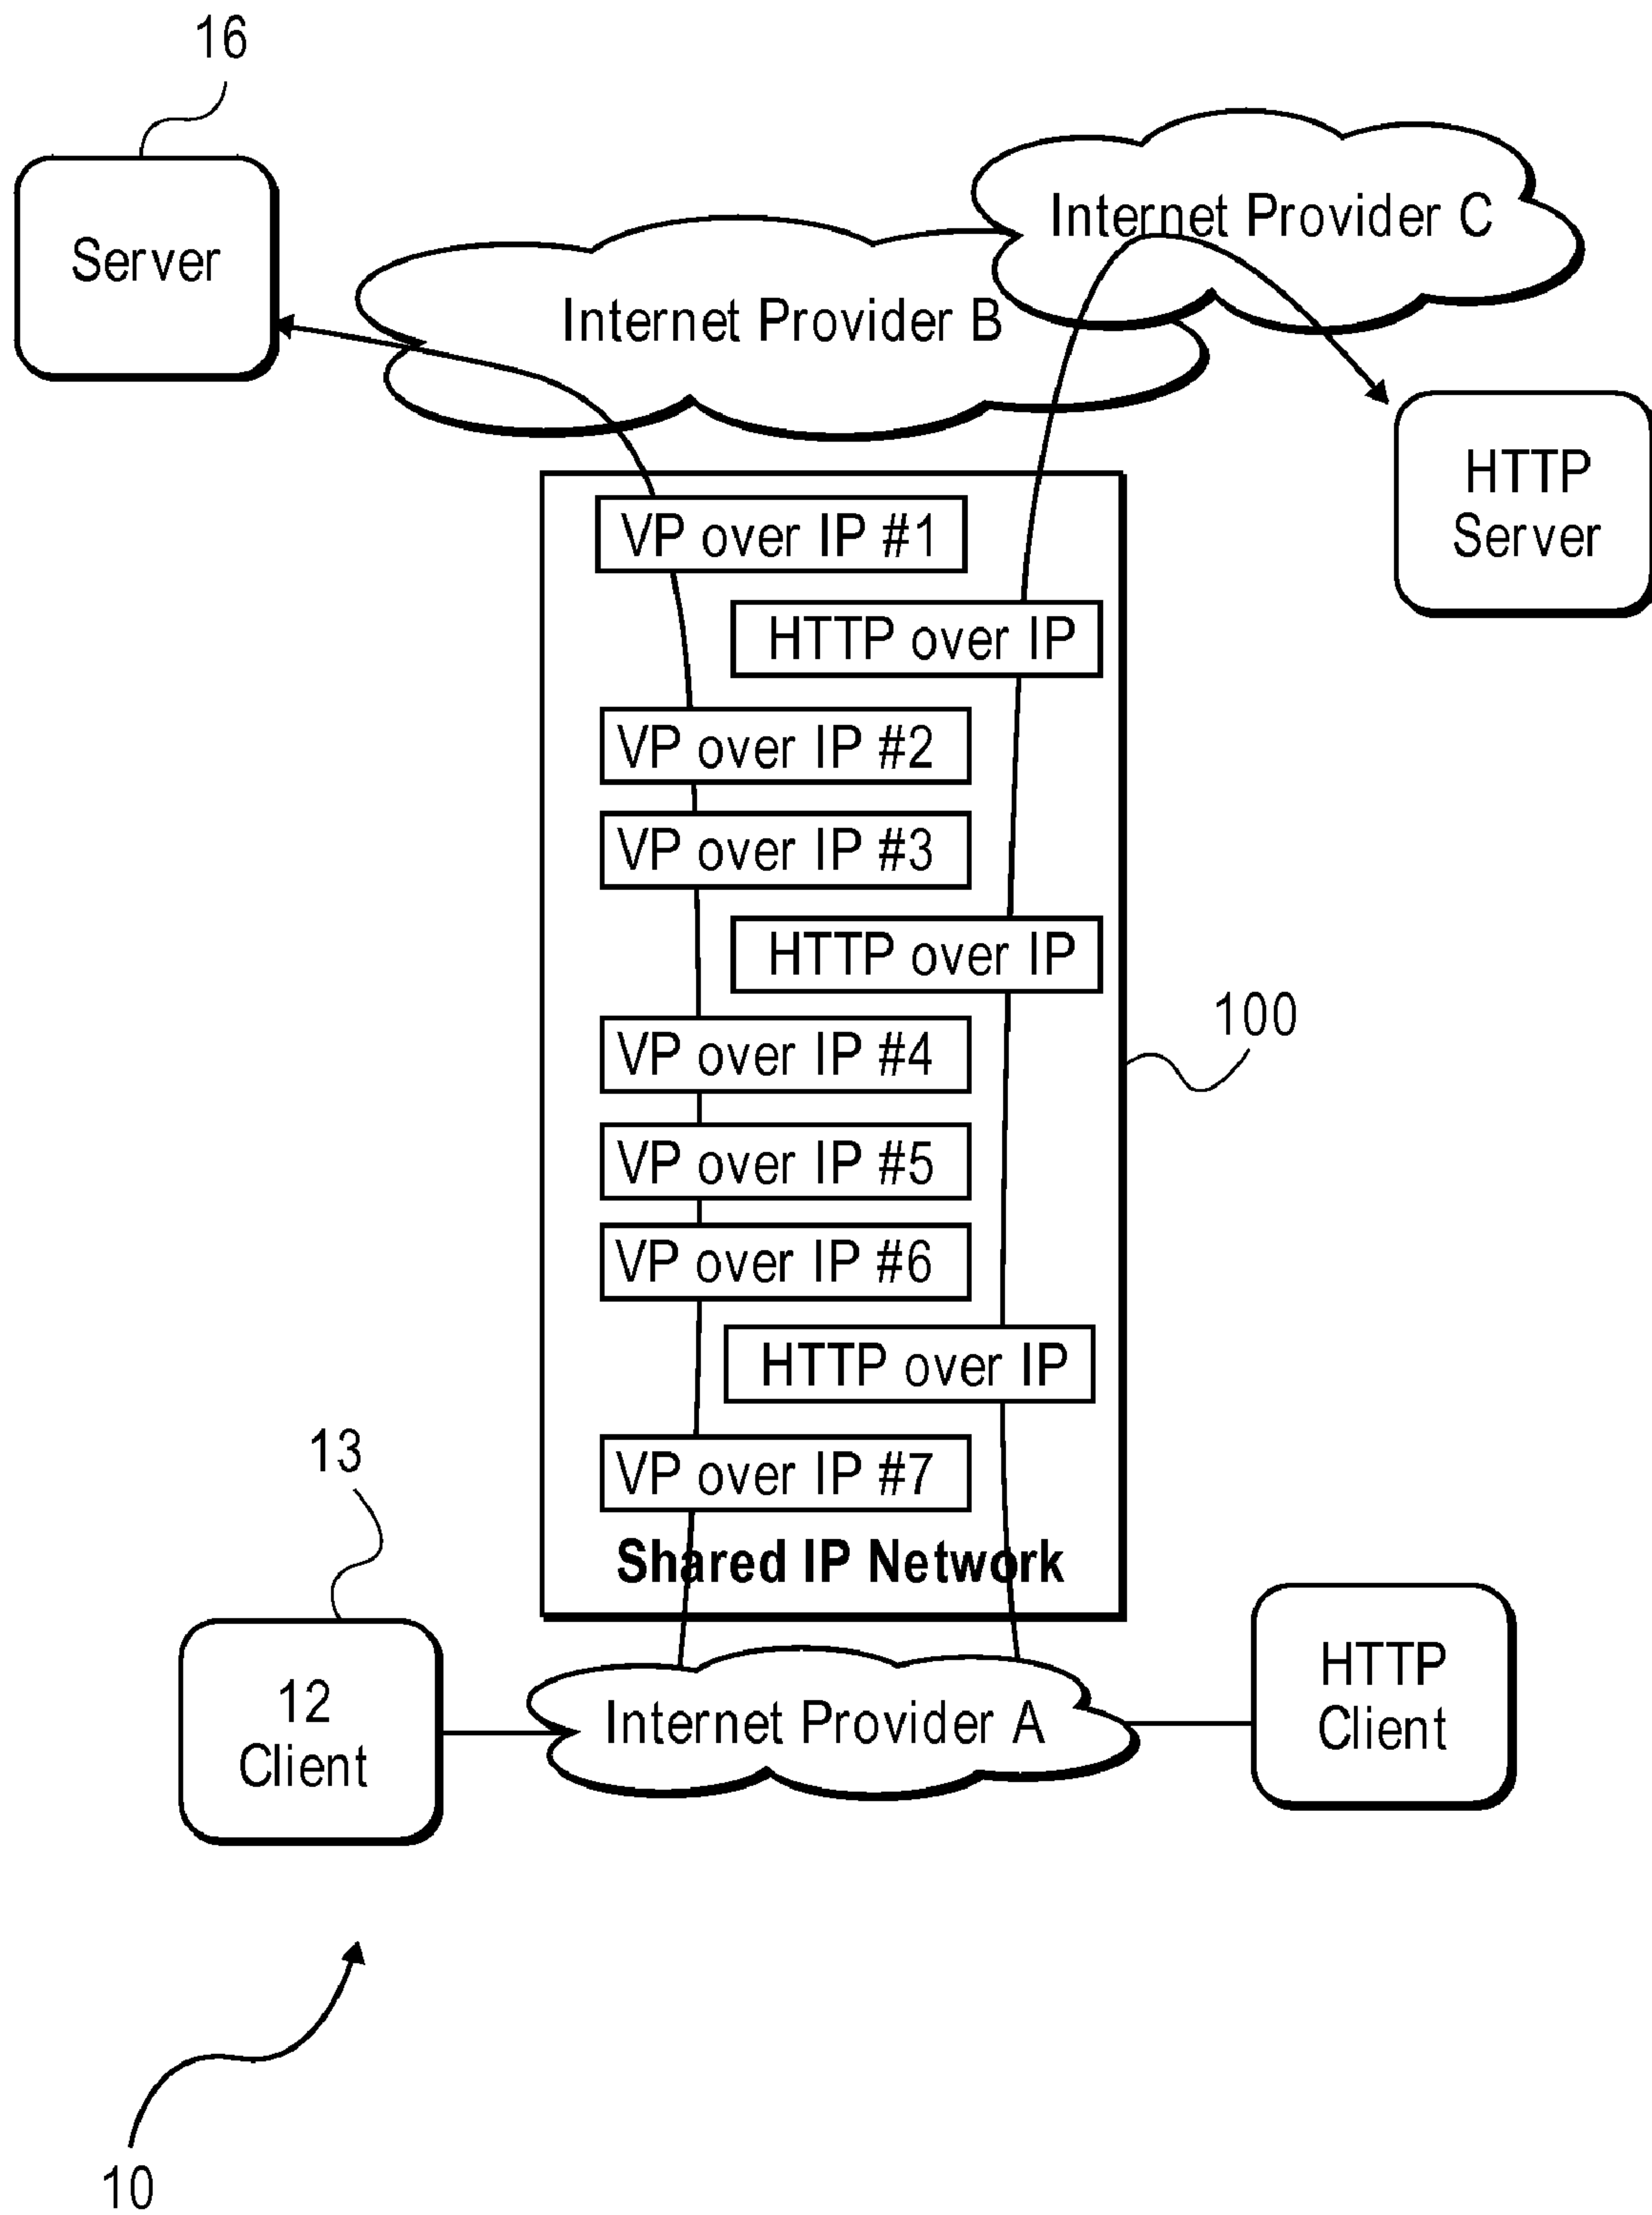 16
Server
Internet Provider C
Internet Provider B
HTTP
Server
VP over IP #1
HTTP over IP
VP over IP #2
VP over IP #3
HTTP over IP
100
VP over IP #4
VP over IP #5
VP over IP #6
HTTP over IP
13
VP over IP #7
Shared IP Network
12
Client
Internet Provider A
HTTP
Client
10